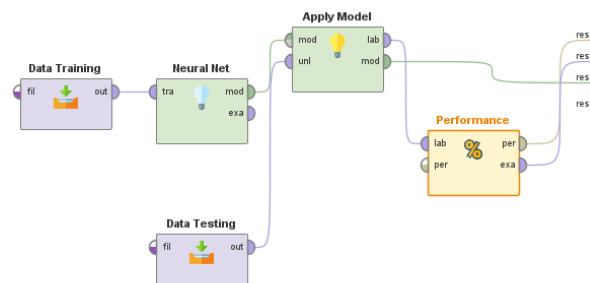 Apply Model
mod lab
unl mod
res
res
res
res
Data Training
fil out
Neural Net
tra mod
exa
Performance
lab per
per exa
%
Data Testing
fil out